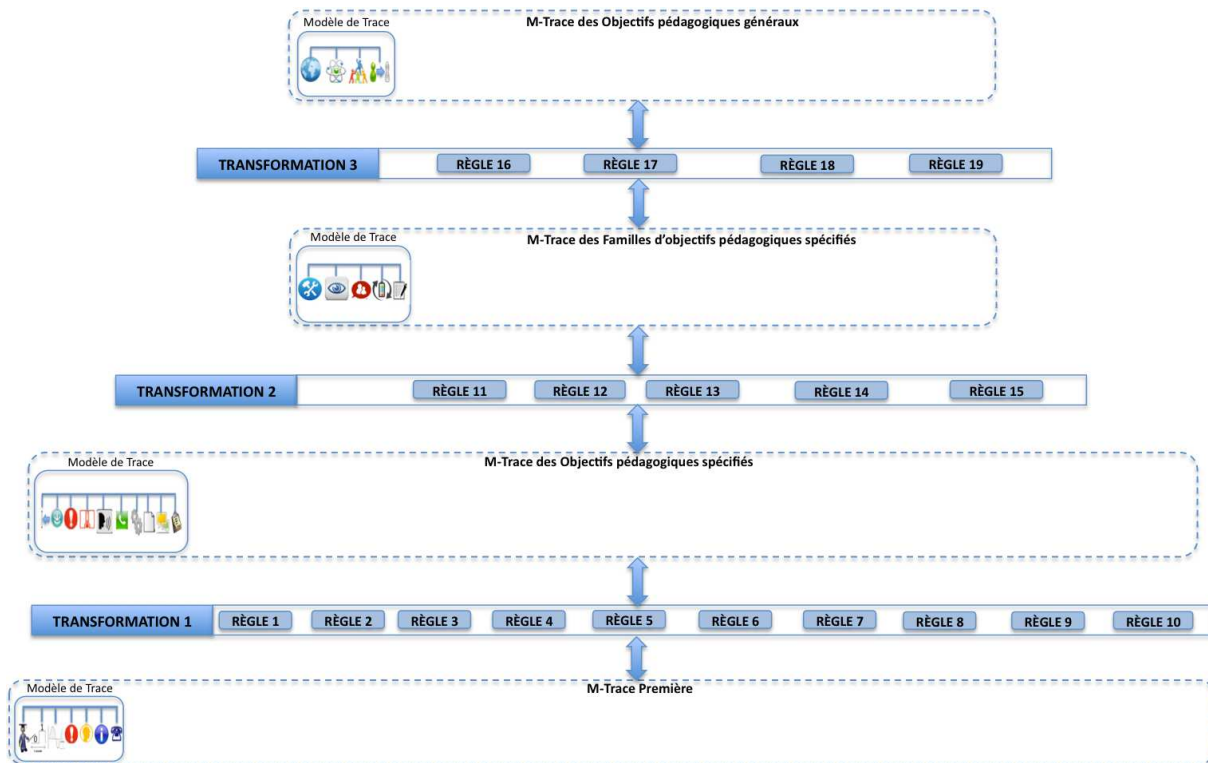 Modèle de Trace
M-Trace des Objectifs pédagogiques généraux
TRANSFORMATION 3
RÈGLE 16
RÈGLE 17
RÈGLE 18
RÈGLE 19
Modèle de Trace
M-Trace des Familles d'objectifs pédagogiques spécifiés
TRANSFORMATION 2
RÈGLE 11
RÈGLE 12
RÈGLE 13
RÈGLE 14
RÈGLE 15
Modèle de Trace
M-Trace des Objectifs pédagogiques spécifiés
TRANSFORMATION 1
RÈGLE 1
RÈGLE 2
RÈGLE 3
RÈGLE 4
RÈGLE 5
RÈGLE 6
RÈGLE 7
RÈGLE 8
RÈGLE 9
RÈGLE 10
Modèle de Trace
M-Trace Première